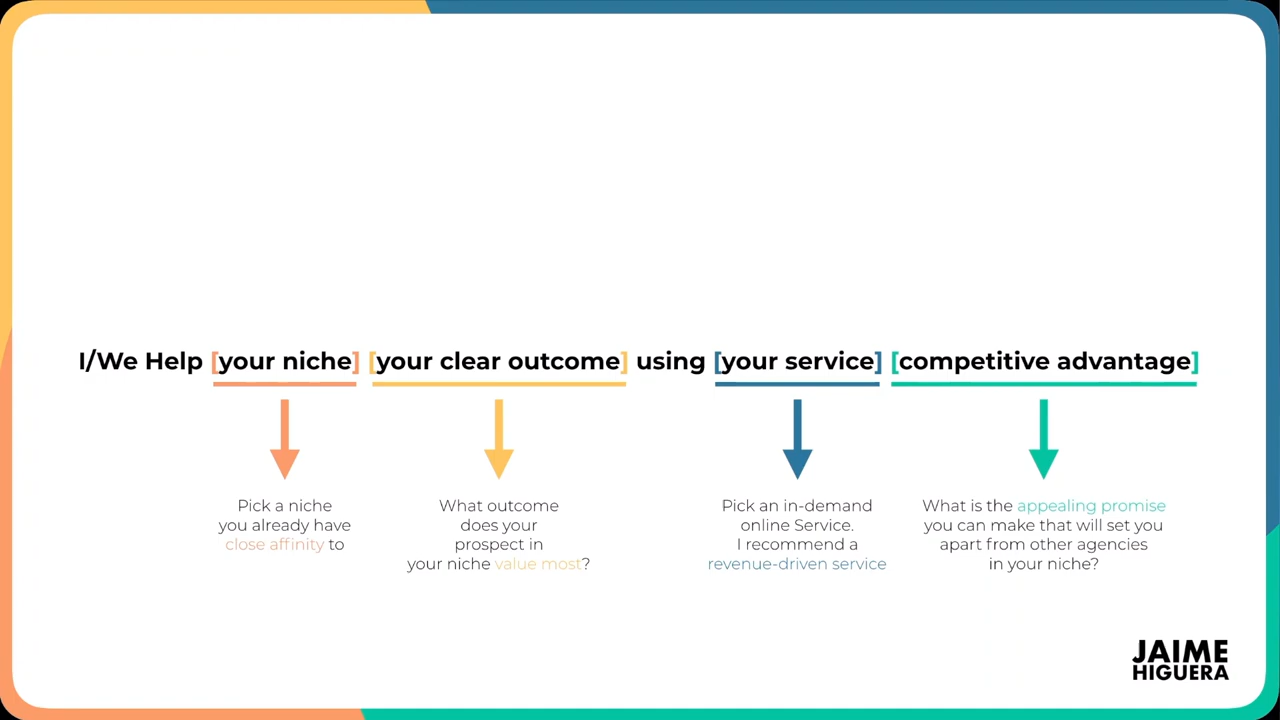 I/We Help [your niche] [your clear outcome] using [your service] [competitive advantage]
Pick a niche
you already have
close affinity to
What outcome
does your
prospect in
your niche value most?
Pick an in-demand
online Service.
I recommend a
revenue-driven service
What is the appealing promise
you can make that will set you
apart from other agencies
in your niche?
JAIME
HIGUERA